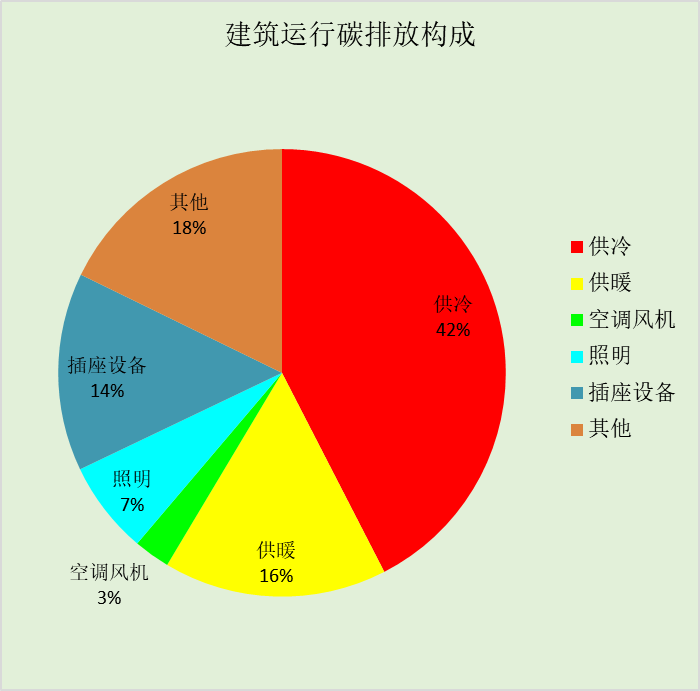 建筑运行碳排放构成
其他
18%
供冷
42%
插座设备
14%
照明
7%
供暖
16%
空调风机
3%
供冷
供暖
空调风机
照明
插座设备
其他